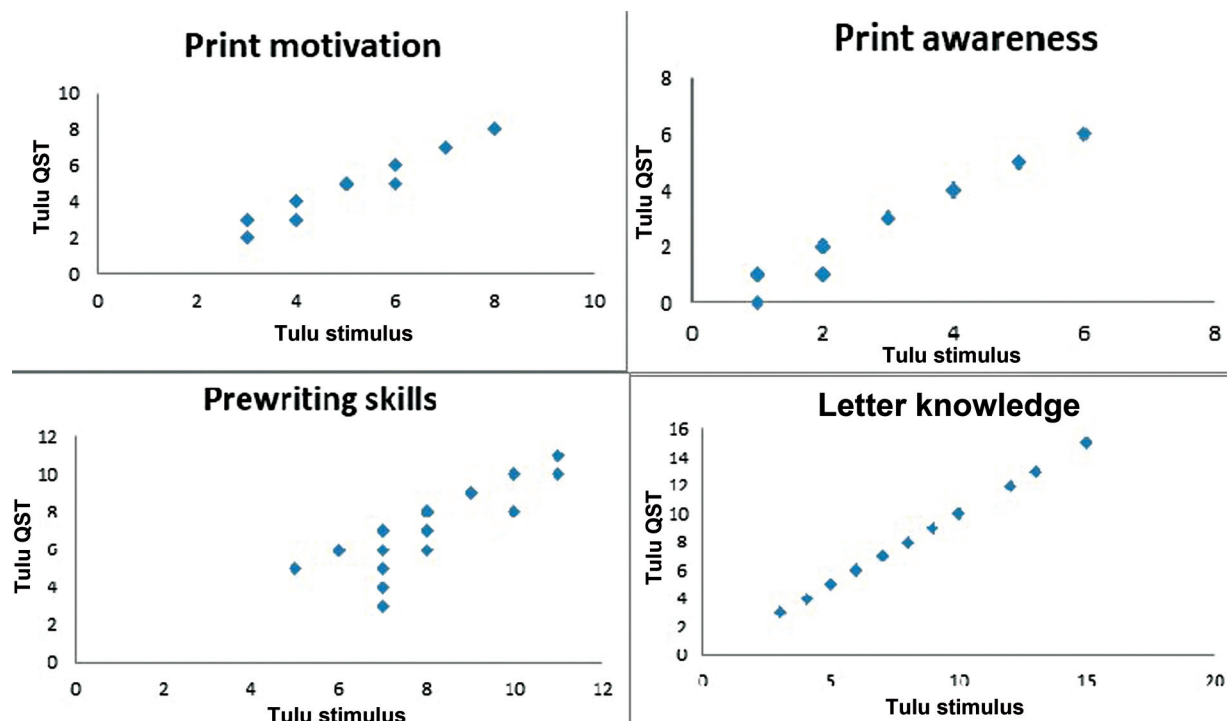 Print motivation
10
8
6
4
2
0
Tulu QST
0 2 4 6 8 10
Tulu stimulus
Print awareness
8
6
4
2
0
Tulu QST
0 2 4 6 8
Tulu stimulus
Prewriting skills
12
10
8
6
4
2
0
Tulu QST
0 2 4 6 8 10 12
Tulu stimulus
Letter knowledge
16
14
12
10
8
6
4
2
0
Tulu QST
0 5 10 15 20
Tulu stimulus